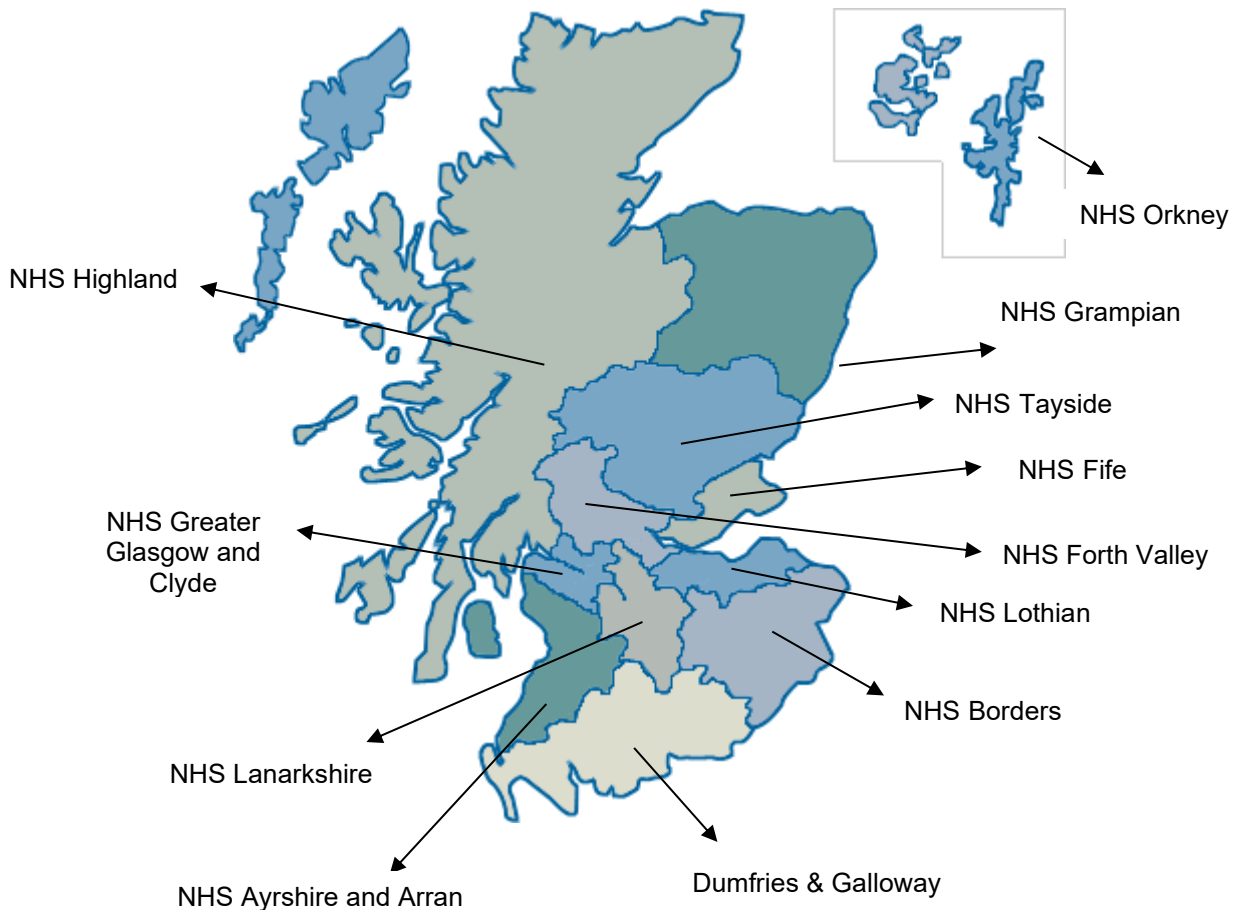 NHS Orkney
NHS Highland
NHS Grampian
NHS Tayside
NHS Fife
NHS Greater
Glasgow and
Clyde
NHS Forth Valley
NHS Lothian
NHS Borders
NHS Lanarkshire
Dumfries & Galloway
NHS Ayrshire and Arran